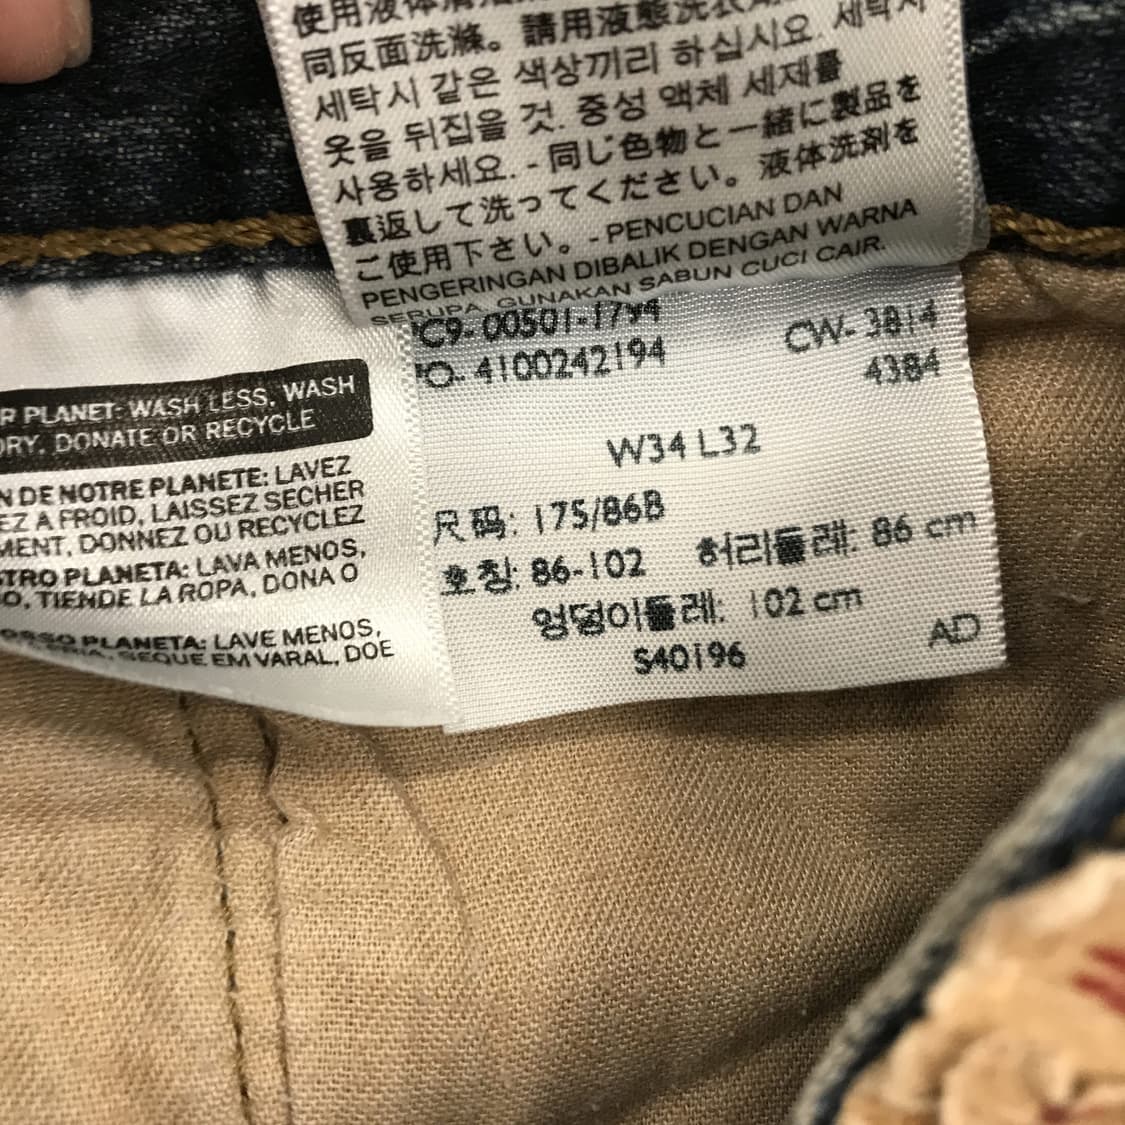 使用液体清
同反面洗滌。請用液態洗衣
세탁시 같은 색상끼리 하십시오. 세탁시
옷을 뒤집을 것. 중성 액체 세제를
사용하세요. - 同じ色物と一緒に製品を
裏返して洗ってください。液体洗剤を
ご使用下さい。- PENCUCIAN DAN
PENGERINGAN DIBALIK DENGAN WARNA
SERUPA. GUNAKAN SABUN CUCI CAIR.
R PLANET: WASH LESS, WASH
DRY, DONATE OR RECYCLE
N DE NOTRE PLANETE: LAVEZ
EZ A FROID, LAISSEZ SECHER
MENT, DONNEZ OU RECYCLEZ
STRO PLANETA: LAVA MENOS,
O, TIENDE LA ROPA, DONA O
OSSO PLANETA: LAVE MENOS,
FRIA, SEQUE EM VARAL, DOE
PC9-00501-1794
PO-4100242194
CW-3814
4384
W34 L32
尺码: 175/86B
호칭: 86-102 허리둘레: 86 cm
엉덩이둘레: 102 cm
S40196
AD